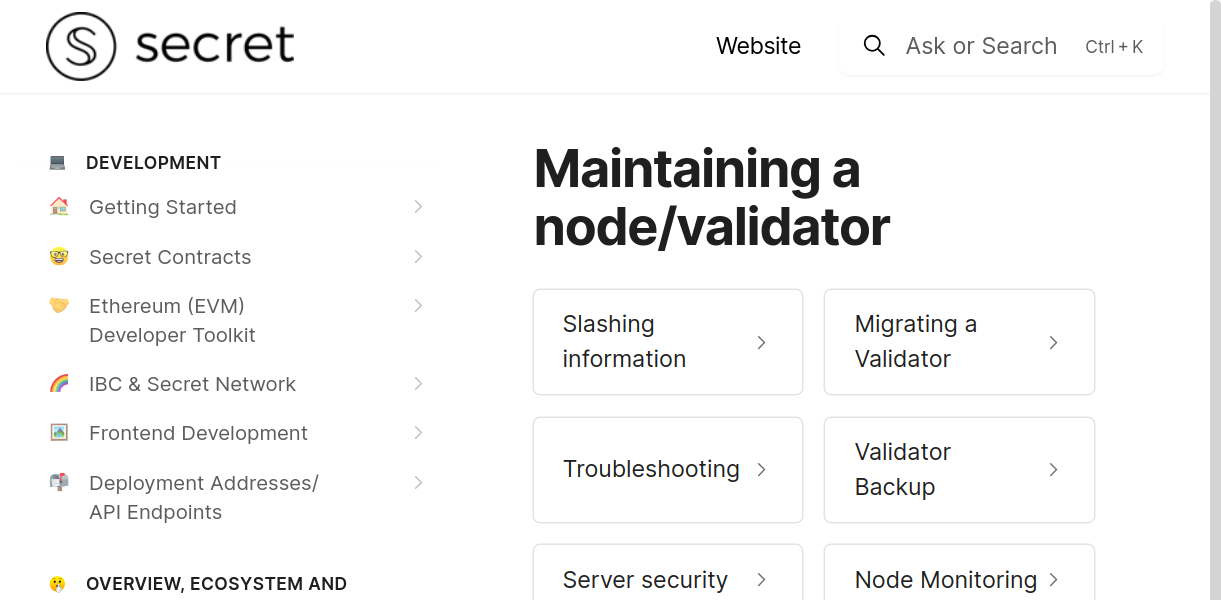 secret
Website
Ask or Search
Ctrl + K
DEVELOPMENT
Getting Started
Secret Contracts
Ethereum (EVM)
Developer Toolkit
IBC & Secret Network
Frontend Development
Deployment Addresses/
API Endpoints
OVERVIEW, ECOSYSTEM AND
Maintaining a
node/validator
Slashing
information
Migrating a
Validator
Troubleshooting
Validator
Backup
Server security
Node Monitoring